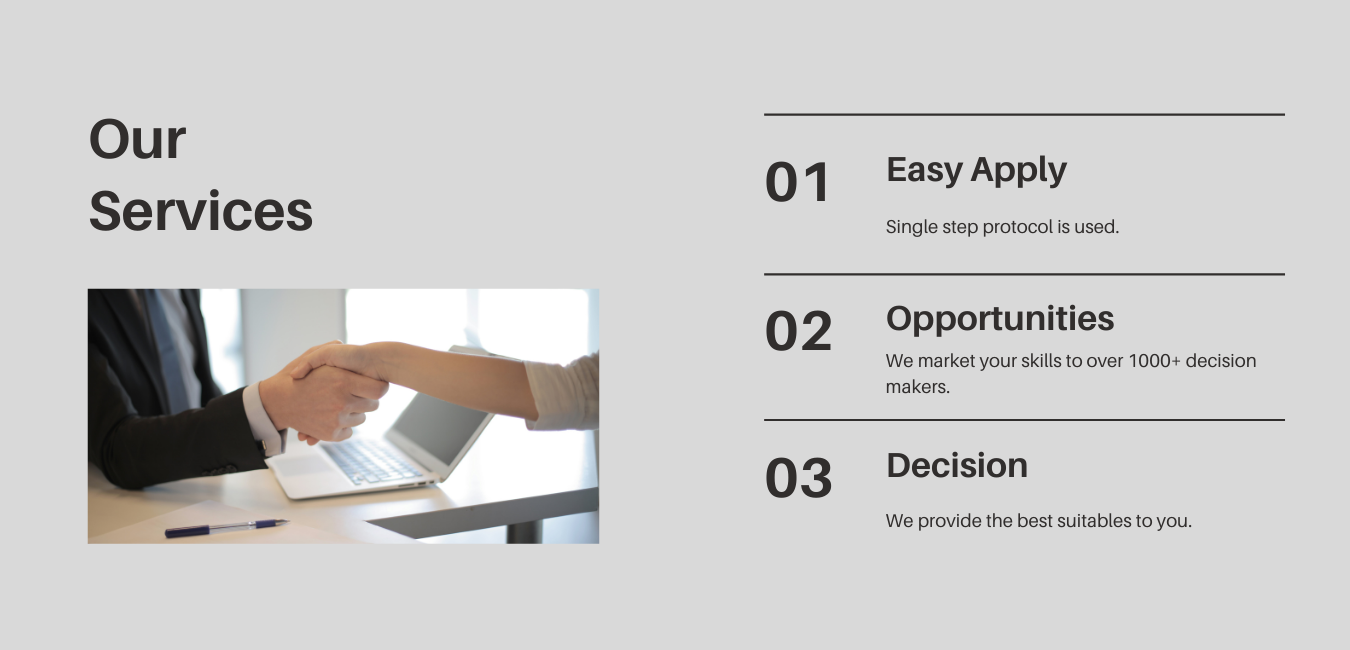 Our
Services
01
Easy Apply
Single step protocol is used.
02
Opportunities
We market your skills to over 1000+ decision
makers.
03
Decision
We provide the best suitables to you.